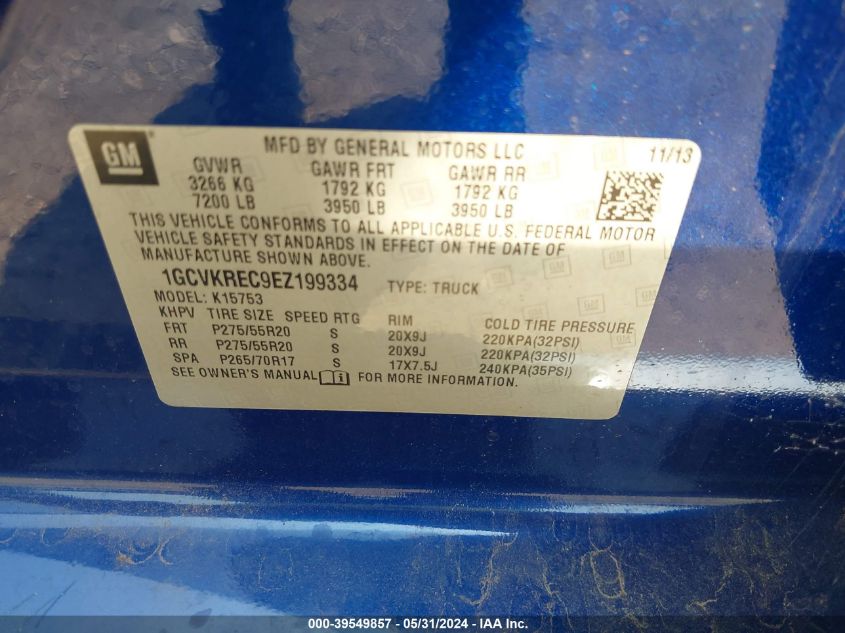 GM
MFD BY GENERAL MOTORS LLC
11/13
GVWR GAWR FRT GAWR RR
3266 KG 1792 KG 1792 KG
7200 LB 3950 LB 3950 LB
THIS VEHICLE CONFORMS TO ALL APPLICABLE U.S. FEDERAL MOTOR
VEHICLE SAFETY STANDARDS IN EFFECT ON THE DATE OF
MANUFACTURE SHOWN ABOVE.
1GCVKREC9EZ199334 TYPE: TRUCK
MODEL: K15753
KHPV TIRE SIZE SPEED RTG RIM COLD TIRE PRESSURE
FRT P275/55R20 S 20X9J 220KPA(32PSI)
RR P275/55R20 S 20X9J 220KPA(32PSI)
SPA P265/70R17 S 17X7.5J 240KPA(35PSI)
SEE OWNER'S MANUAL FOR MORE INFORMATION.
000-39549857 - 05/31/2024 - IAA Inc.